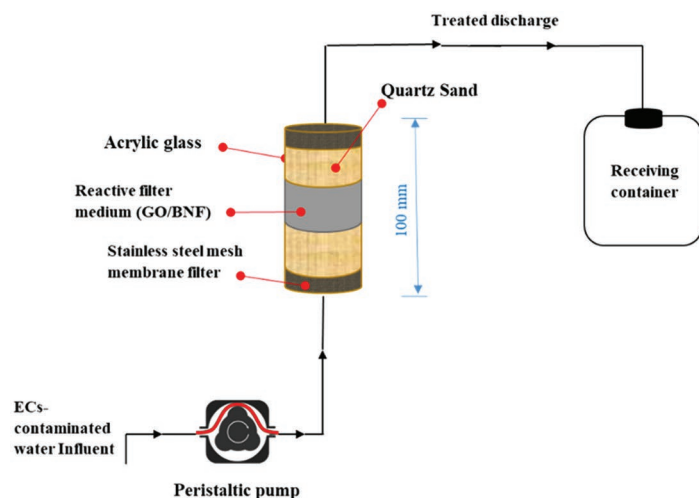 Treated discharge
Quartz Sand
Acrylic glass
Receiving
container
Reactive filter
medium (GO/BNF)
100 mm
Stainless steel mesh
membrane filter
ECs-
contaminated
water Influent
Peristaltic pump